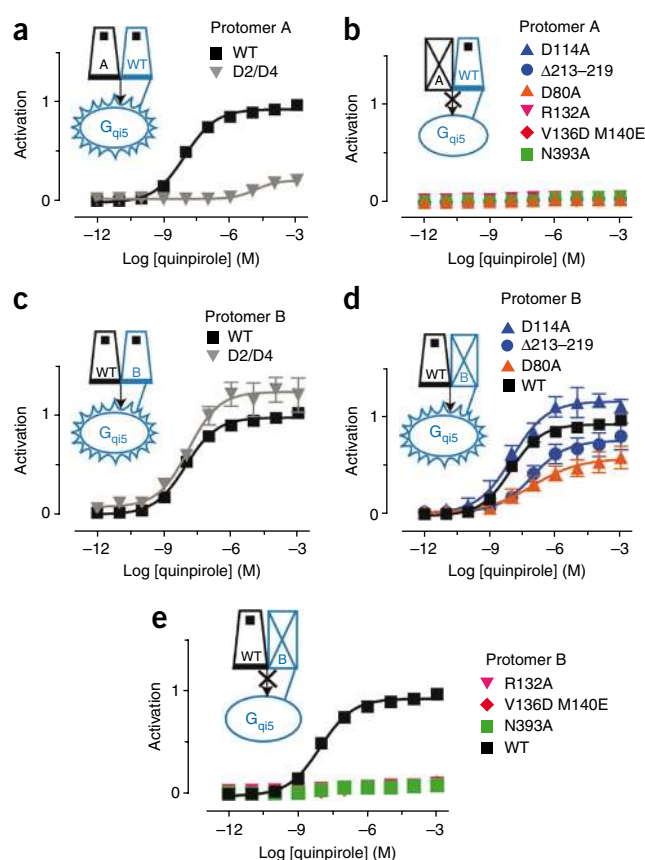 a
Protomer A
WT
D2/D4
A
WT
Gqi5
Activation
1
0
−12
−9
−6
−3
Log [quinpirole] (M)
b
Protomer A
D114A
Δ213–219
D80A
R132A
V136D M140E
N393A
A
WT
Gqi5
Activation
1
0
−12
−9
−6
−3
Log [quinpirole] (M)
c
Protomer B
WT
D2/D4
WT
B
Gqi5
Activation
1
0
−12
−9
−6
−3
Log [quinpirole] (M)
d
Protomer B
D114A
Δ213–219
D80A
WT
WT
B
Gqi5
Activation
1
0
−12
−9
−6
−3
Log [quinpirole] (M)
e
Protomer B
R132A
V136D M140E
N393A
WT
WT
B
Gqi5
Activation
1
0
−12
−9
−6
−3
Log [quinpirole] (M)